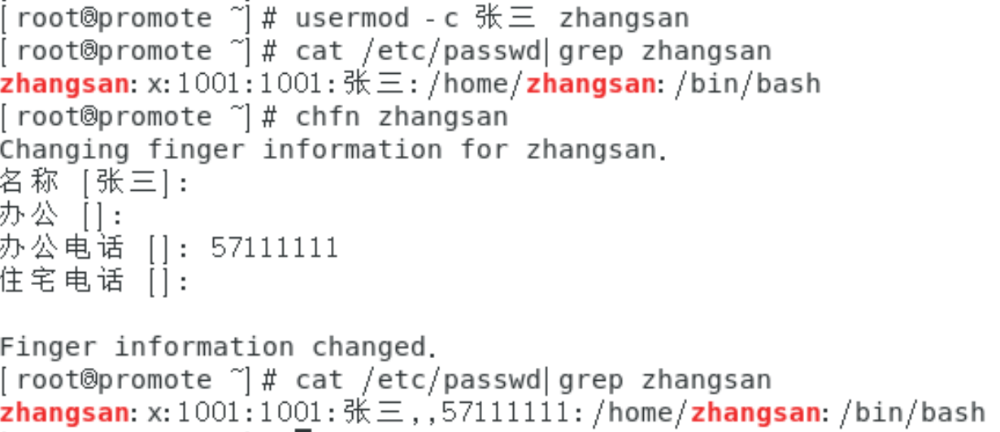 [root@promote ~]# usermod -c 张三 zhangsan
[root@promote ~]# cat /etc/passwd|grep zhangsan
zhangsan:x:1001:1001:张三:/home/zhangsan:/bin/bash
[root@promote ~]# chfn zhangsan
Changing finger information for zhangsan.
名称 [张三]:
办公 []:
办公电话 []: 57111111
住宅电话 []:
Finger information changed.
[root@promote ~]# cat /etc/passwd|grep zhangsan
zhangsan:x:1001:1001:张三,,57111111:/home/zhangsan:/bin/bash